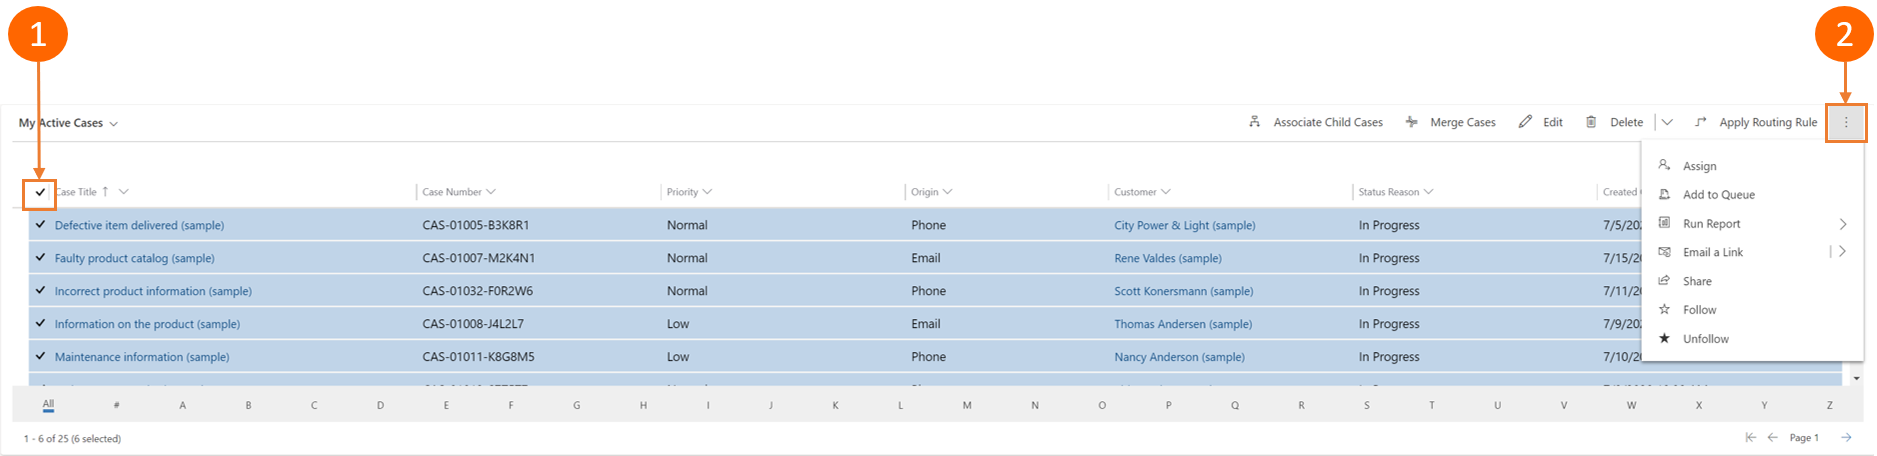 1
2
My Active Cases
Associate Child Cases Merge Cases Edit Delete Apply Routing Rule
Case Title Case Number Priority Origin Customer Status Reason Created
Defective item delivered (sample) CAS-01005-B3K8R1 Normal Phone City Power & Light (sample) In Progress 7/5/20
Faulty product catalog (sample) CAS-01007-M2K4N1 Normal Email Rene Valdes (sample) In Progress 7/15/20
Incorrect product information (sample) CAS-01032-F0R2W6 Normal Phone Scott Konersmann (sample) In Progress 7/11/20
Information on the product (sample) CAS-01008-J4L2L7 Low Email Thomas Andersen (sample) In Progress 7/9/202
Maintenance information (sample) CAS-01011-K8G8M5 Low Phone Nancy Anderson (sample) In Progress 7/10/20
Assign
Add to Queue
Run Report
Email a Link
Share
Follow
Unfollow
All # A B C D E F G H I J K L M N O P Q R S T U V W X Y Z
1 - 6 of 25 (6 selected) Page 1